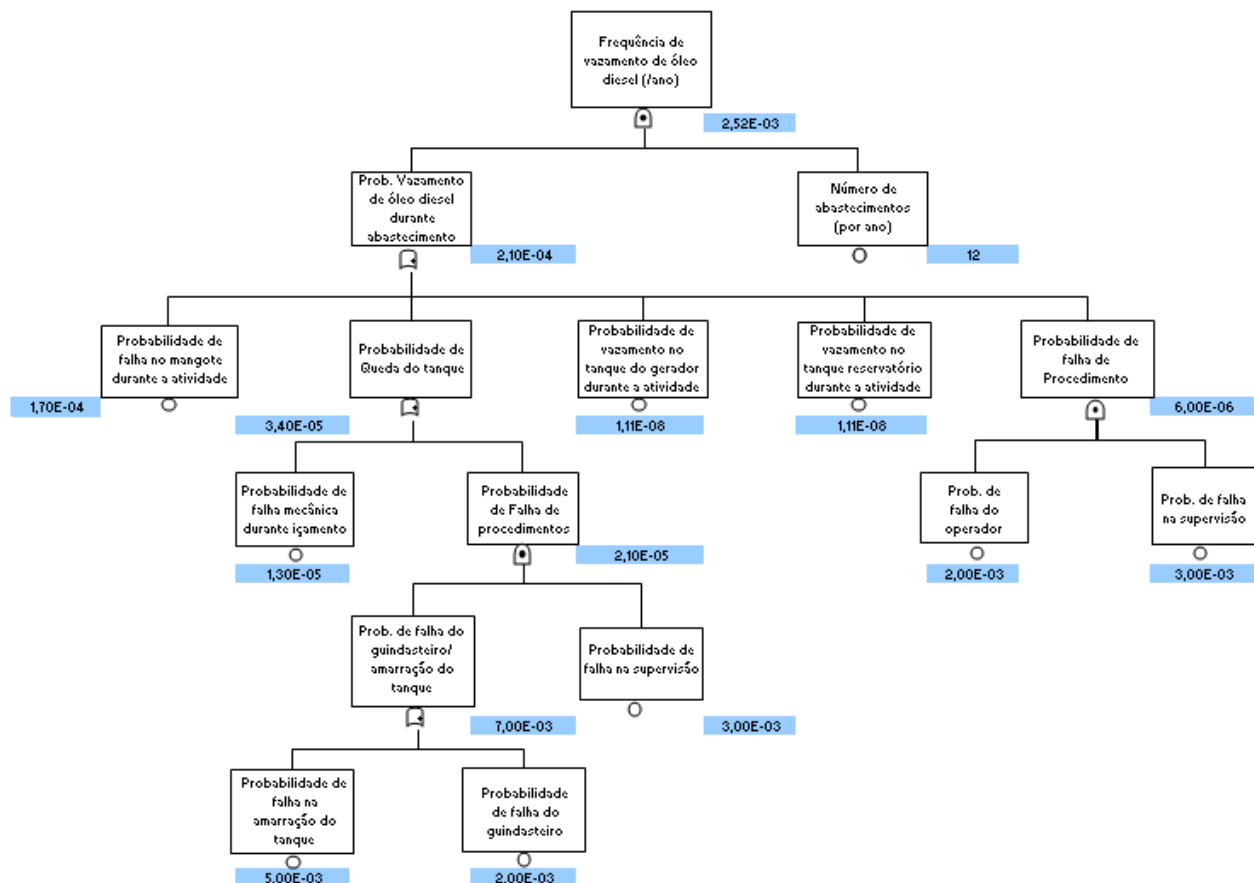 Frequência de
vazamento de óleo
diesel (/ano)
2,52E-03
Prob. Vazamento
de óleo diesel
durante
abastecimento
2,10E-04
Número de
abastecimentos
(por ano)
12
Probabilidade de
falha no mangote
durante a atividade
1,70E-04
Probabilidade de
Queda do tanque
3,40E-05
Probabilidade de
vazamento no
tanque do gerador
durante a atividade
1,11E-08
Probabilidade de
vazamento no
tanque reservatório
durante a atividade
1,11E-08
Probabilidade de
falha de
Procedimento
6,00E-06
Probabilidade de
falha mecânica
durante içamento
1,30E-05
Probabilidade
de Falha de
procedimentos
2,10E-05
Prob. de
falha do
operador
2,00E-03
Prob. de falha
na supervisão
3,00E-03
Prob. de falha do
guindasteiro/
amarração do
tanque
7,00E-03
Probabilidade de
falha na supervisão
3,00E-03
Probabilidade de
falha na
amarração do
tanque
5,00E-03
Probabilidade
de falha do
guindasteiro
2,00E-03